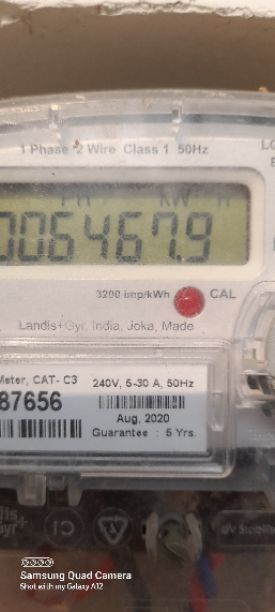 1 Phase 2 Wire Class 1 50Hz
KW H
006467.9
3200 imp/kWh CAL
Landis+Gyr, India, Joka, Made
Meter, CAT- C3
87656
240V, 5-30 A, 50Hz
Aug, 2020
Guarantee : 5 Yrs.
Samsung Quad Camera
Shot with my Galaxy A12